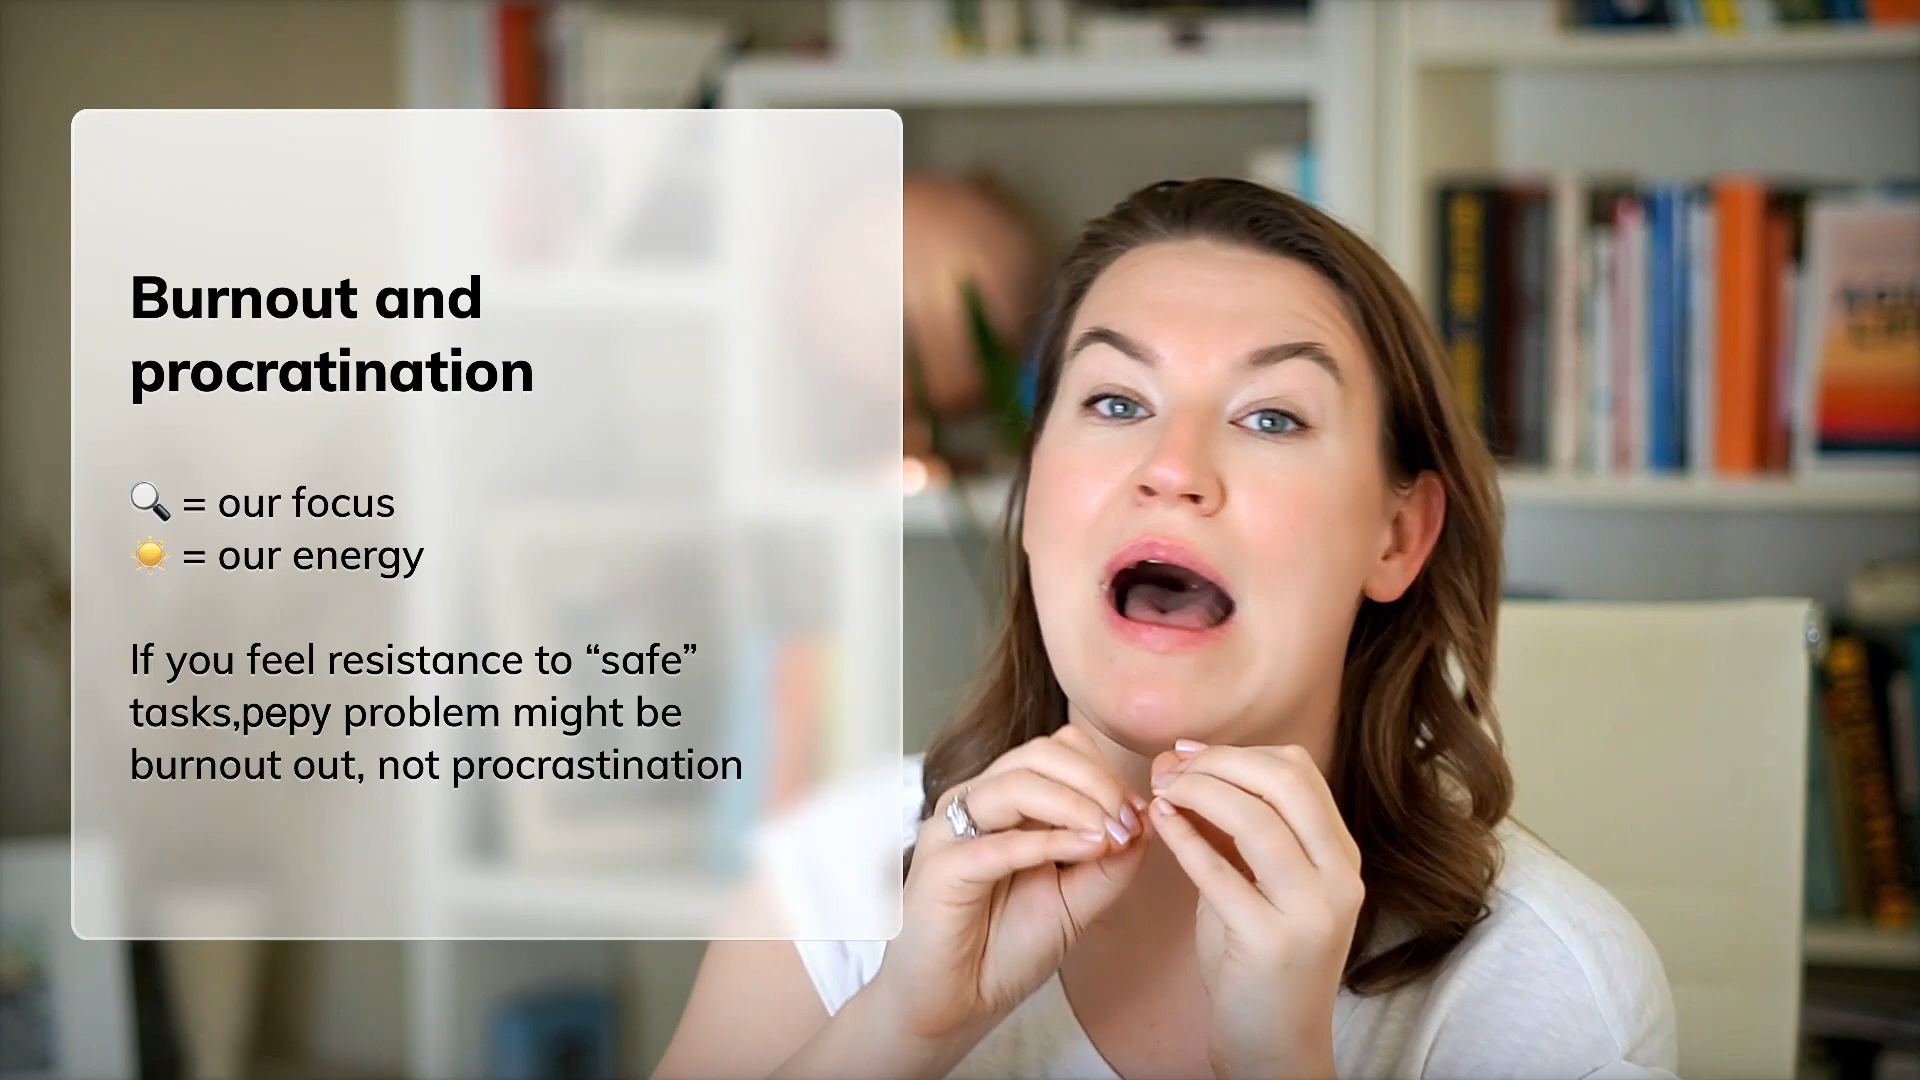 Burnout and
procratination
🔍 = our focus
☀️ = our energy
If you feel resistance to “safe”
tasks,pepy problem might be
burnout out, not procrastination